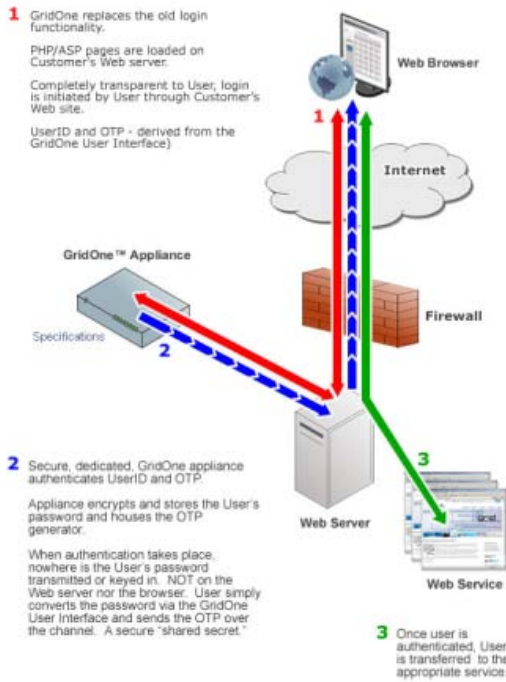 1 GridOne replaces the old login
functionality.
PHP/ASP pages are loaded on
Customer's Web server.
Completely transparent to User, login
is initiated by User through Customer's
Web site.
UserID and OTP - derived from the
GridOne User Interface)
Web Browser
1
Internet
GridOne™ Appliance
Firewall
Specifications
2
2 Secure, dedicated, GridOne appliance
authenticates UserID and OTP.
Appliance encrypts and stores the User's
password and houses the OTP
generator.
When authentication takes place,
nowhere is the User's password
transmitted or keyed in. NOT on the
Web server nor the browser. User simply
converts the password via the GridOne
User Interface and sends the OTP over
the channel. A secure "shared secret."
Web Server
3
Web Service
3 Once user is
authenticated, User
is transferred to the
appropriate service.